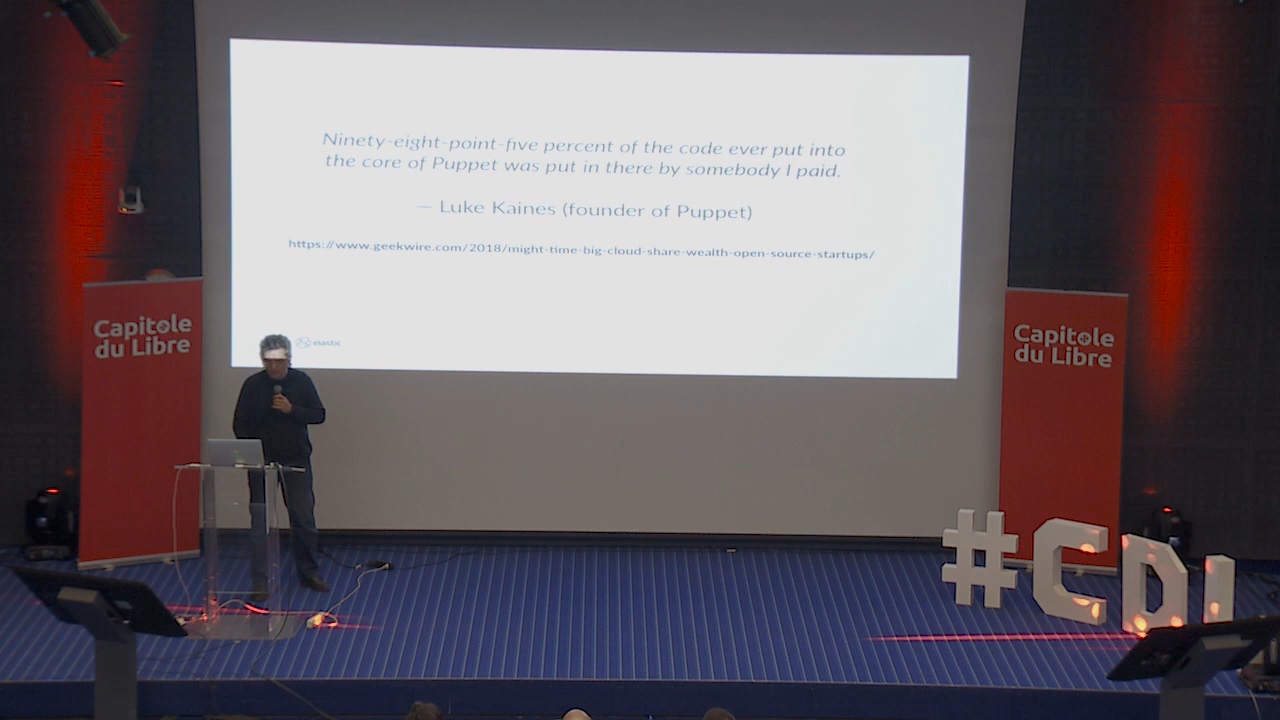 Ninety-eight-point-five percent of the code ever put into
the core of Puppet was put in there by somebody I paid.
— Luke Kaines (founder of Puppet)
https://www.geekwire.com/2018/might-time-big-cloud-share-wealth-open-source-startups/
elastic
Capitole
du Libre
Capitole
du Libre
#CDL